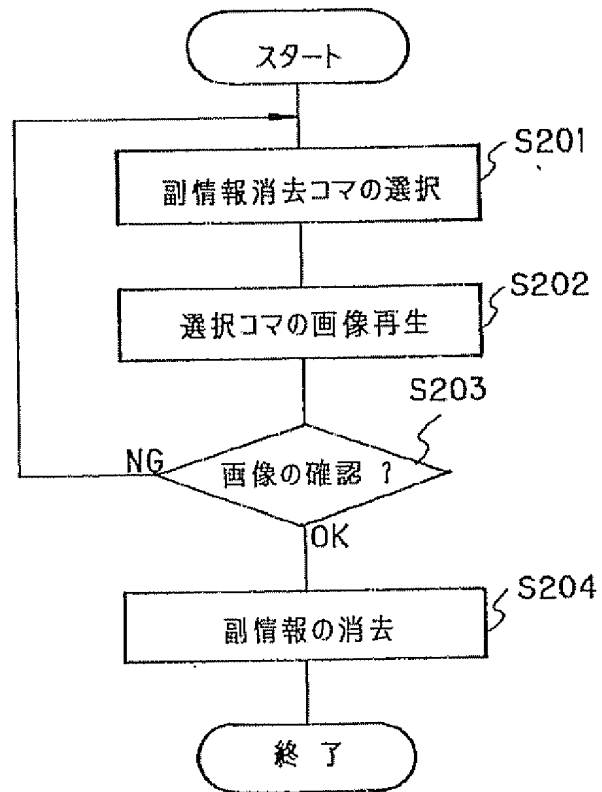 スタート
S201
副情報消去コマの選択
S202
選択コマの画像再生
S203
NG
画像の確認 ?
OK
S204
副情報の消去
終了